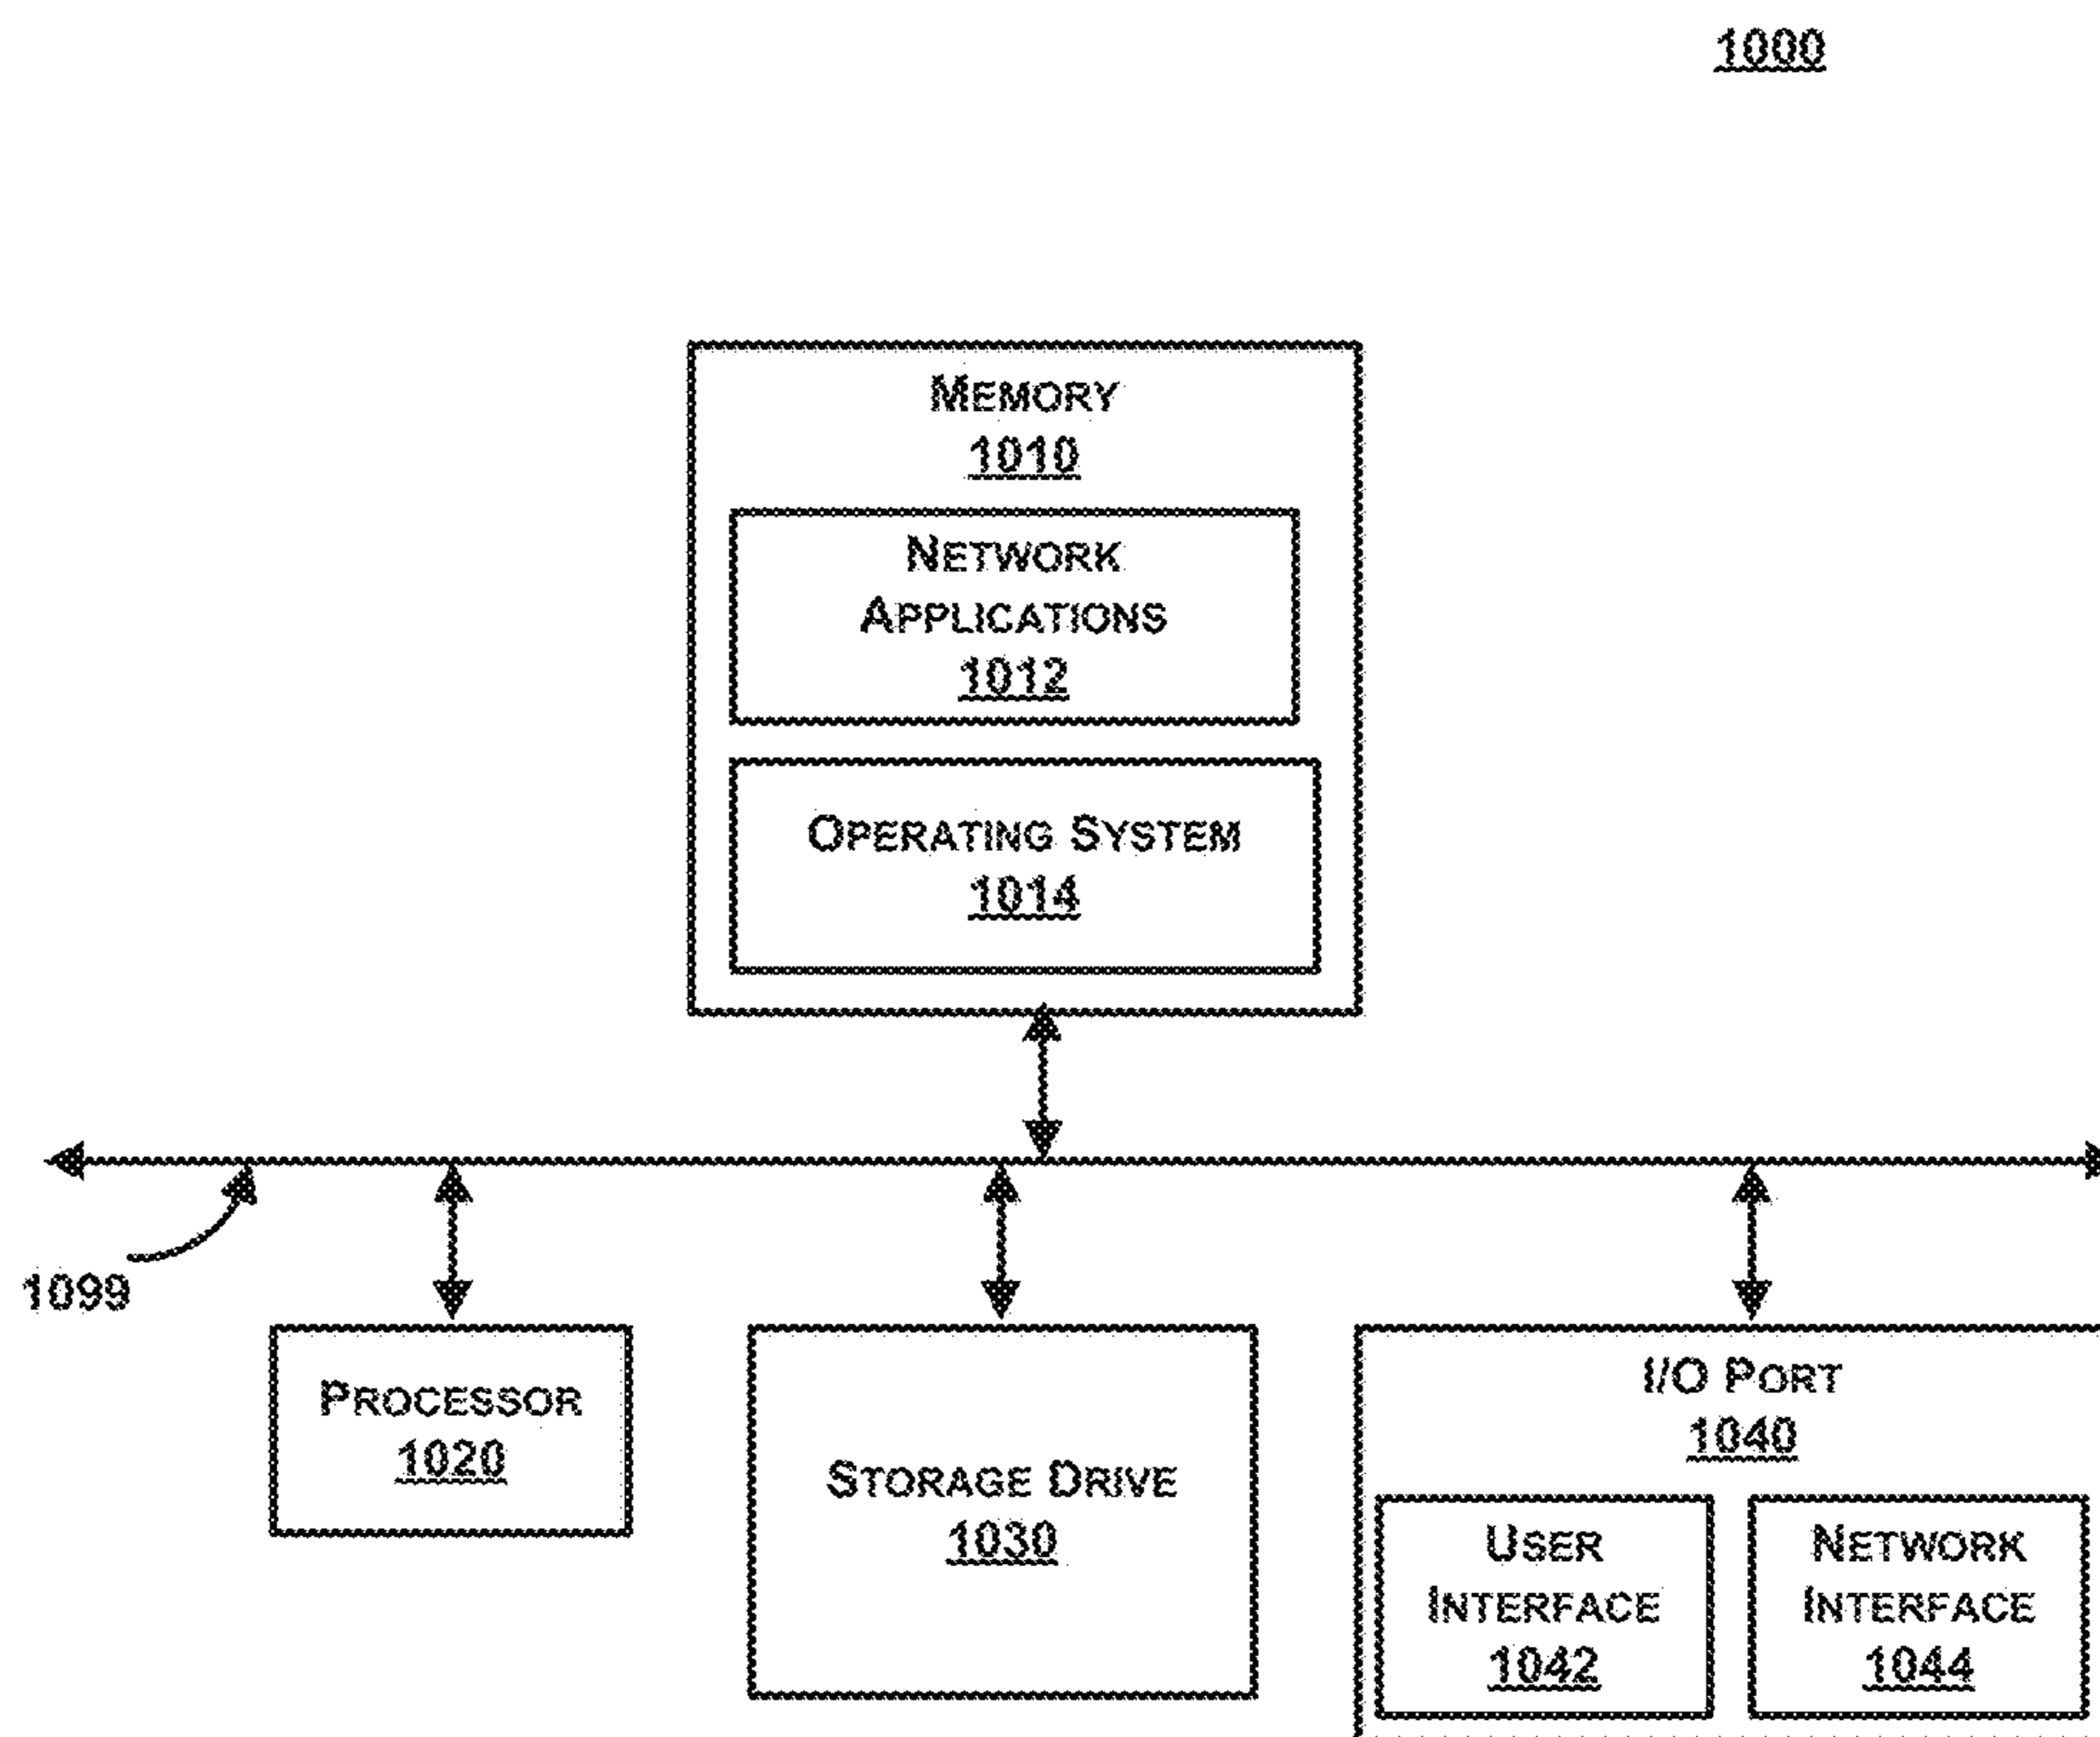 1000
MEMORY
1010
NETWORK
APPLICATIONS
1012
OPERATING SYSTEM
1014
1099
PROCESSOR
1020
STORAGE DRIVE
1030
I/O PORT
1040
USER
INTERFACE
1042
NETWORK
INTERFACE
1044